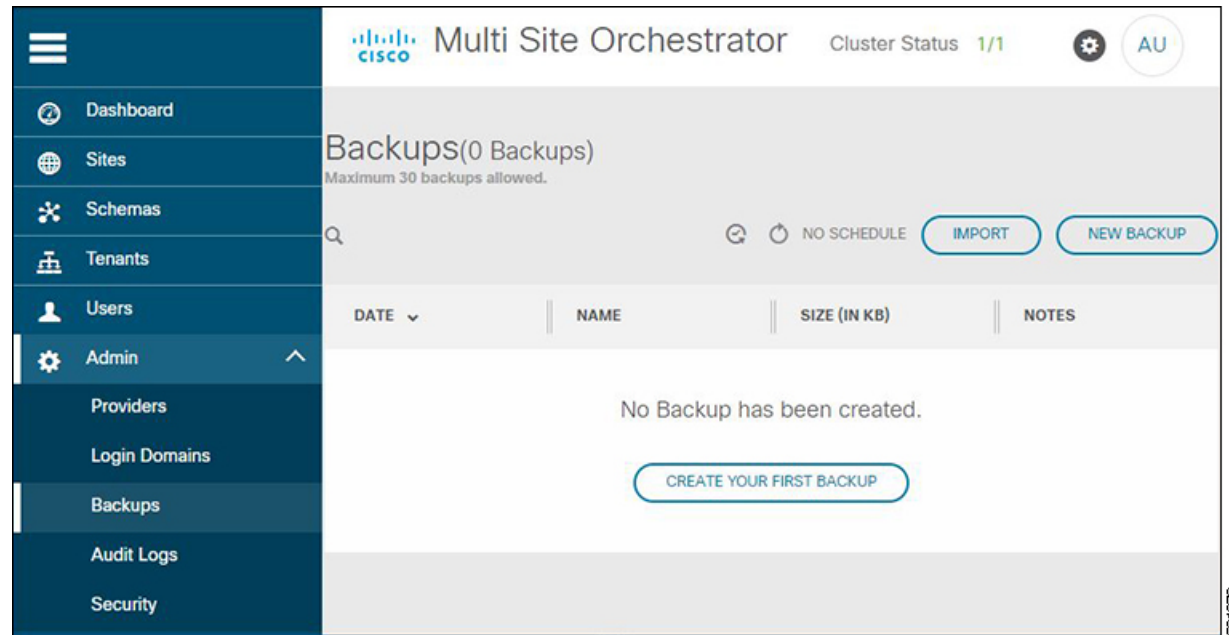 CISCO
Multi Site Orchestrator
Cluster Status 1/1
AU
Dashboard
Sites
Schemas
Tenants
Users
Admin
Providers
Login Domains
Backups
Audit Logs
Security
Backups(0 Backups)
Maximum 30 backups allowed.
NO SCHEDULE
IMPORT
NEW BACKUP
DATE
NAME
SIZE (IN KB)
NOTES
No Backup has been created.
CREATE YOUR FIRST BACKUP